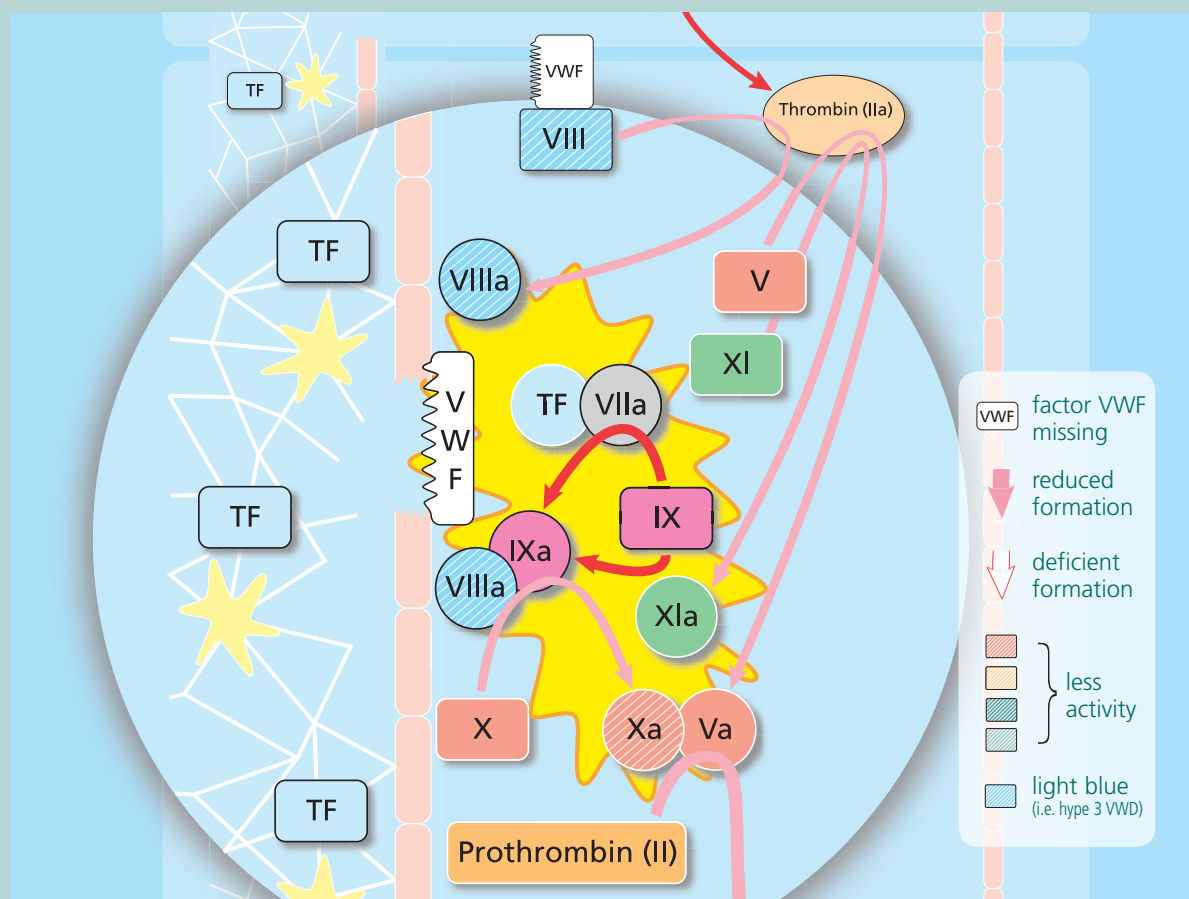 VWF
TF
Thrombin (IIa)
VIII
TF
VIIIa
V
XI
TF
VIIa
V
W
F
VWF
factor VWF
missing
reduced
formation
TF
IX
IXa
VIIIa
deficient
formation
XIa
less
activity
X
Xa
Va
light blue
(i.e. hype 3 VWD)
TF
Prothrombin (II)